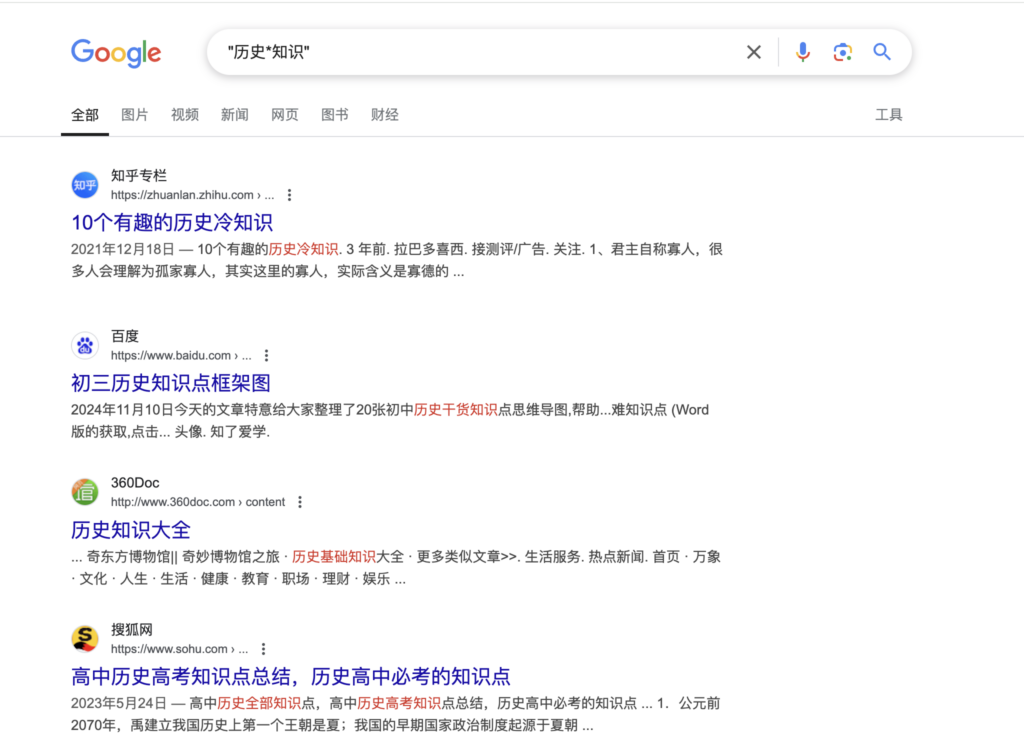 Google
"历史*知识"
全部 图片 视频 新闻 网页 图书 财经 工具
知乎
知乎专栏
https://zhuanlan.zhihu.com › ...
10个有趣的历史冷知识
2021年12月18日 — 10个有趣的历史冷知识. 3 年前. 拉巴多喜西. 接测评/广告. 关注. 1、君主自称寡人，很
多人会理解为孤家寡人，其实这里的寡人，实际含义是寡德的 ...
du
百度
https://www.baidu.com › ...
初三历史知识点框架图
2024年11月10日今天的文章特意给大家整理了20张初中历史干货知识点思维导图,帮助...难知识点 (Word
版的获取,点击... 头像. 知了爱学.
360Doc
http://www.360doc.com › content
历史知识大全
... 奇东方博物馆|| 奇妙博物馆之旅 · 历史基础知识大全 · 更多类似文章>>. 生活服务. 热点新闻. 首页 · 万象
· 文化 · 人生 · 生活 · 健康 · 教育 · 职场 · 理财 · 娱乐 ...
S
搜狐网
https://www.sohu.com › ...
高中历史高考知识点总结，历史高中必考的知识点
2023年5月24日 — 高中历史全部知识点，高中历史高考知识点总结，历史高中必考的知识点 ... 1．公元前
2070年，禹建立我国历史上第一个王朝是夏；我国的早期国家政治制度起源于夏朝 ...